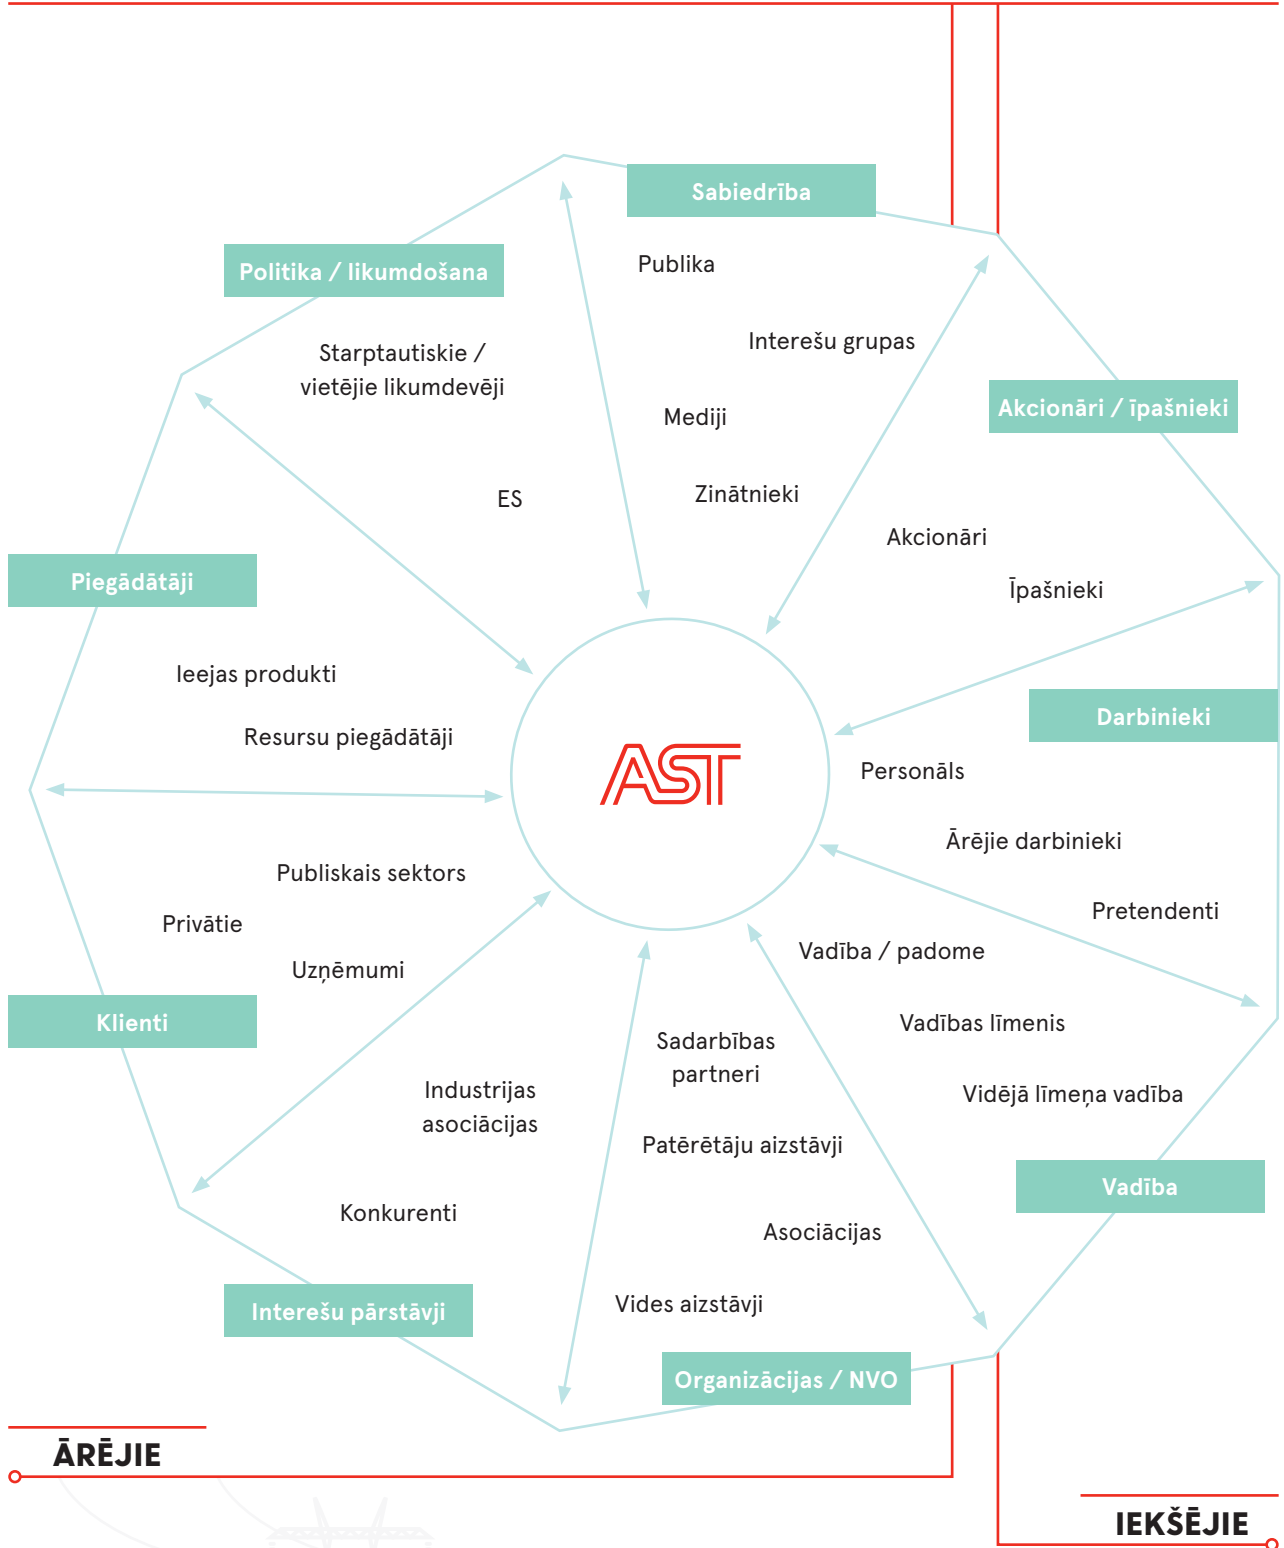 Sabiedrība
Publika
Interešu grupas
Mediji
Zinātnieki
Politika / likumdošana
Starptautiskie /
vietējie likumdevēji
ES
Akcionāri / īpašnieki
Akcionāri
Īpašnieki
Piegādātāji
Ieejas produkti
Resursu piegādātāji
AST
Darbinieki
Personāls
Ārējie darbinieki
Pretendenti
Publiskais sektors
Privātie
Uzņēmumi
Klienti
Vadība / padome
Vadības līmenis
Vidējā līmeņa vadība
Vadība
Industrijas
asociācijas
Konkurenti
Interešu pārstāvji
Sadarbības
partneri
Patērētāju aizstāvji
Asociācijas
Vides aizstāvji
Organizācijas / NVO
ĀRĒJIE
IEKŠĒJIE